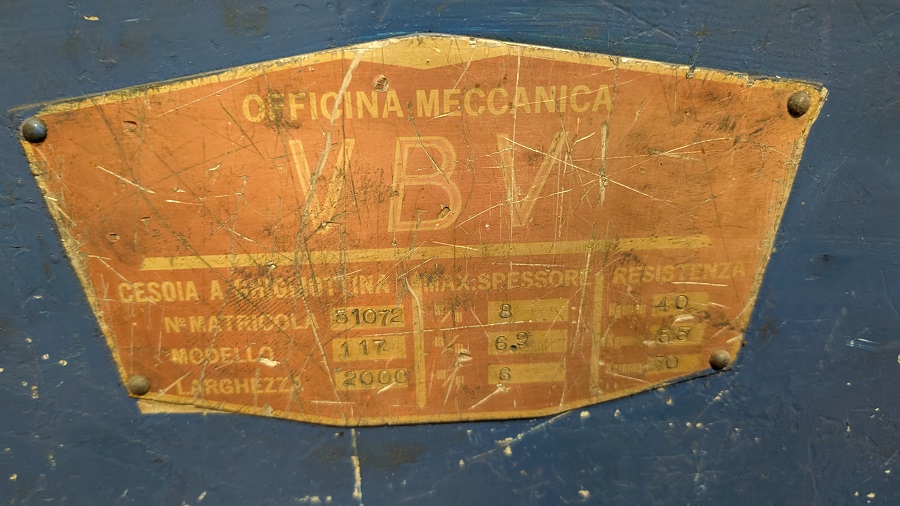 OFFICINA MECCANICA
VBV
CESOIA A GHIGLIOTTINA MAX:SPESSORE RESISTENZA
No MATRICOLA 51072 8 40
MODELLO 117 6.9 55
LARGHEZZA 2000 6 70